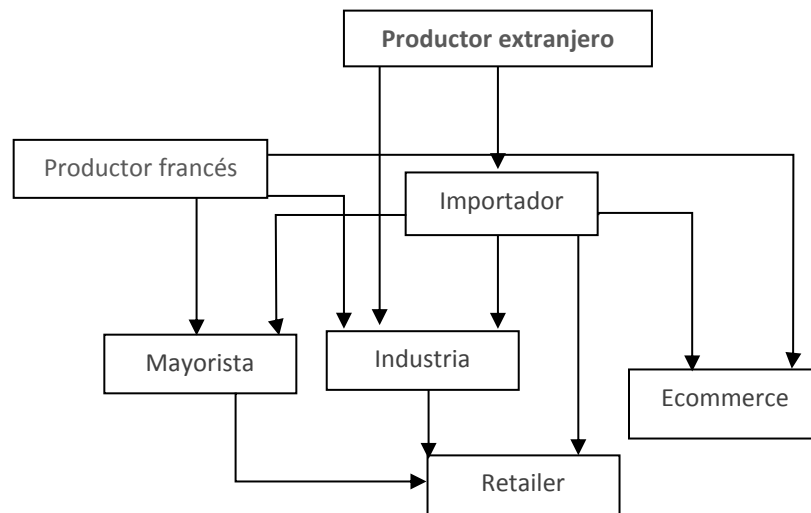 Productor extranjero
Productor francés
Importador
Mayorista
Industria
Ecommerce
Retailer